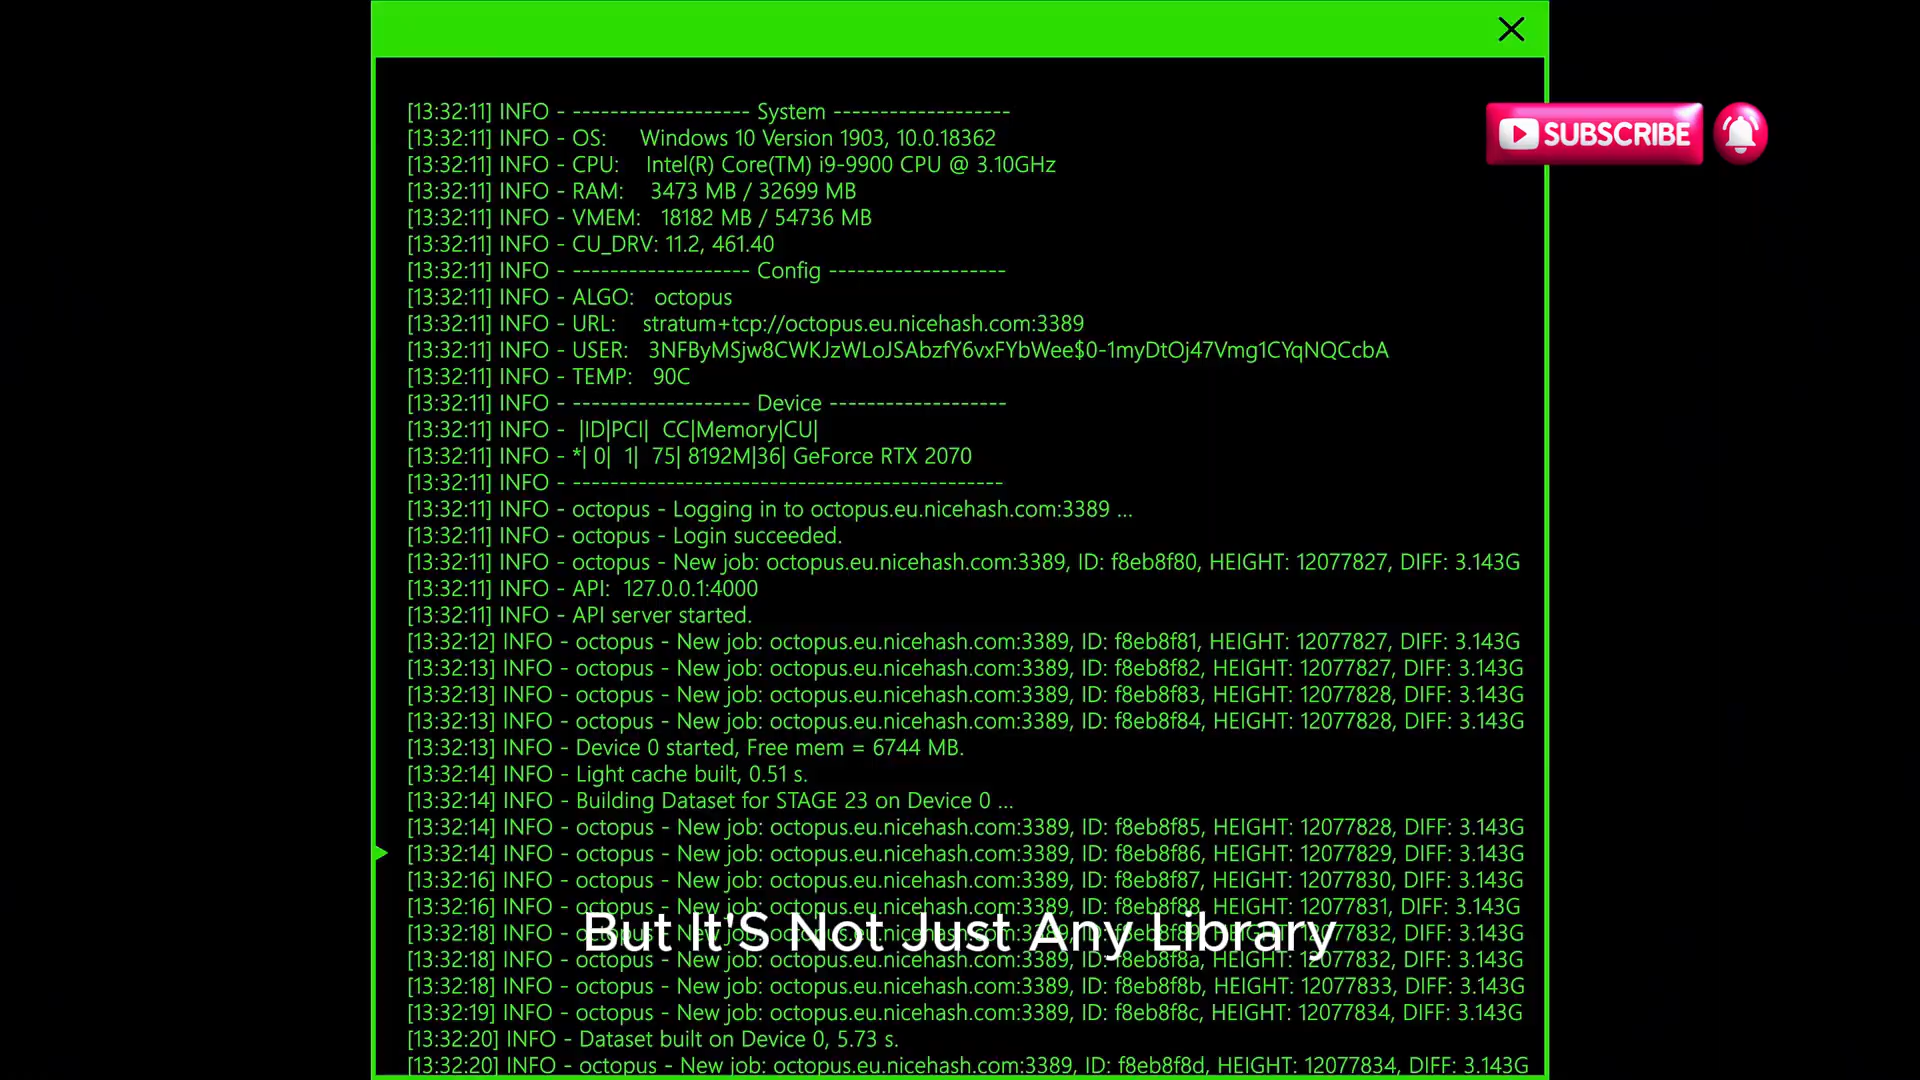 [13:32:11] INFO - ------------------- System -------------------
[13:32:11] INFO - OS: Windows 10 Version 1903, 10.0.18362
SUBSCRIBE
[13:32:11] INFO - CPU: Intel(R) Core(TM) i9-9900 CPU @ 3.10GHz
[13:32:11] INFO - RAM: 3473 MB / 32699 MB
[13:32:11] INFO - VMEM: 18182 MB / 54736 MB
[13:32:11] INFO - CU_DRV: 11.2, 461.40
[13:32:11] INFO - ------------------- Config -------------------
[13:32:11] INFO - ALGO: octopus
[13:32:11] INFO - URL: stratum+tcp://octopus.eu.nicehash.com:3389
[13:32:11] INFO - USER: 3NFByMSjw8CWKJzWLoJSAbzfY6vxFYbWee$0-1myDtOj47Vmg1CYqNQCcbA
[13:32:11] INFO - TEMP: 90C
[13:32:11] INFO - ------------------- Device -------------------
[13:32:11] INFO - |ID|PCI| CC|Memory|CU|
[13:32:11] INFO - *| 0| 1| 75| 8192M|36| GeForce RTX 2070
[13:32:11] INFO - ----------------------------------------------
[13:32:11] INFO - octopus - Logging in to octopus.eu.nicehash.com:3389 ...
[13:32:11] INFO - octopus - Login succeeded.
[13:32:11] INFO - octopus - New job: octopus.eu.nicehash.com:3389, ID: f8eb8f80, HEIGHT: 12077827, DIFF: 3.143G
[13:32:11] INFO - API: 127.0.0.1:4000
[13:32:11] INFO - API server started.
[13:32:12] INFO - octopus - New job: octopus.eu.nicehash.com:3389, ID: f8eb8f81, HEIGHT: 12077827, DIFF: 3.143G
[13:32:13] INFO - octopus - New job: octopus.eu.nicehash.com:3389, ID: f8eb8f82, HEIGHT: 12077827, DIFF: 3.143G
[13:32:13] INFO - octopus - New job: octopus.eu.nicehash.com:3389, ID: f8eb8f83, HEIGHT: 12077828, DIFF: 3.143G
[13:32:13] INFO - octopus - New job: octopus.eu.nicehash.com:3389, ID: f8eb8f84, HEIGHT: 12077828, DIFF: 3.143G
[13:32:13] INFO - Device 0 started, Free mem = 6744 MB.
[13:32:14] INFO - Light cache built, 0.51 s.
[13:32:14] INFO - Building Dataset for STAGE 23 on Device 0 ...
[13:32:14] INFO - octopus - New job: octopus.eu.nicehash.com:3389, ID: f8eb8f85, HEIGHT: 12077828, DIFF: 3.143G
[13:32:14] INFO - octopus - New job: octopus.eu.nicehash.com:3389, ID: f8eb8f86, HEIGHT: 12077829, DIFF: 3.143G
[13:32:16] INFO - octopus - New job: octopus.eu.nicehash.com:3389, ID: f8eb8f87, HEIGHT: 12077830, DIFF: 3.143G
[13:32:16] INFO - octopus - New job: octopus.eu.nicehash.com:3389, ID: f8eb8f88, HEIGHT: 12077831, DIFF: 3.143G
[13:32:18] INFO - octopus - New job: octopus.eu.nicehash.com:3389, ID: f8eb8f89, HEIGHT: 12077832, DIFF: 3.143G
But It'S Not Just Any Library
[13:32:18] INFO - octopus - New job: octopus.eu.nicehash.com:3389, ID: f8eb8f8a, HEIGHT: 12077832, DIFF: 3.143G
[13:32:18] INFO - octopus - New job: octopus.eu.nicehash.com:3389, ID: f8eb8f8b, HEIGHT: 12077833, DIFF: 3.143G
[13:32:19] INFO - octopus - New job: octopus.eu.nicehash.com:3389, ID: f8eb8f8c, HEIGHT: 12077834, DIFF: 3.143G
[13:32:20] INFO - Dataset built on Device 0, 5.73 s.
[13:32:20] INFO - octopus - New job: octopus.eu.nicehash.com:3389, ID: f8eb8f8d, HEIGHT: 12077834, DIFF: 3.143G